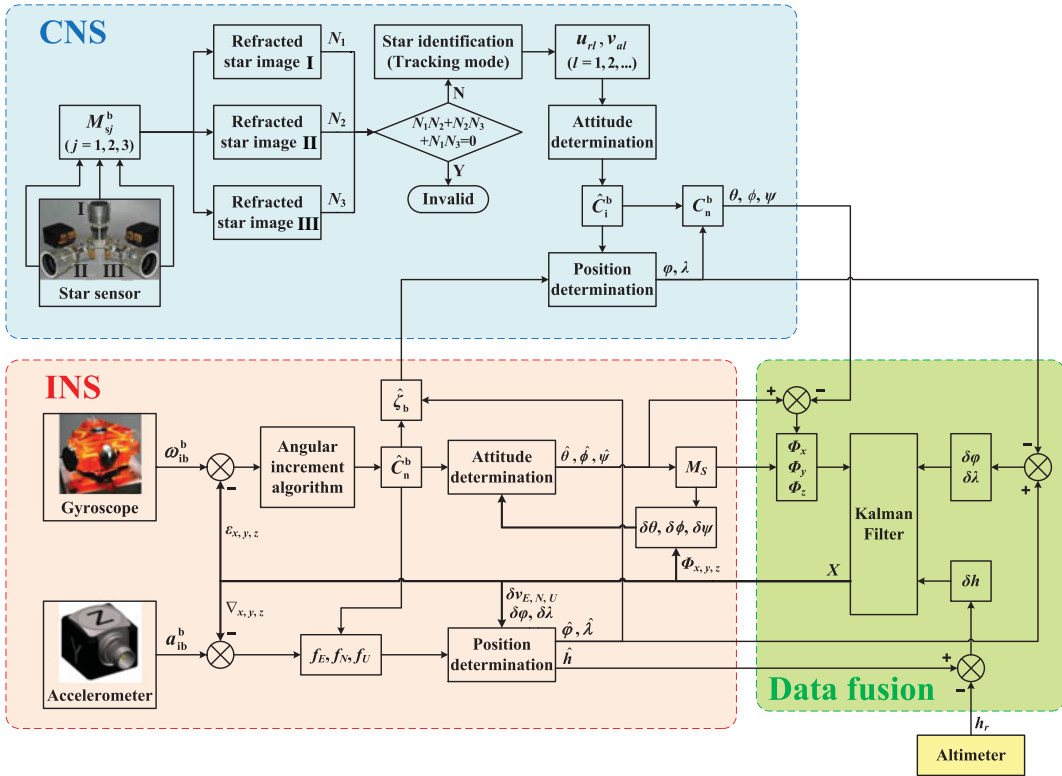 CNS
Refracted
star image I
N₁
Star identification
(Tracking mode)
u_rl, v_al
(l = 1, 2, ...)
N
M_sj^b
(j = 1, 2, 3)
Refracted
star image II
N₂
N₁N₂+N₂N₃
+N₁N₃=0
Attitude
determination
Y
Refracted
star image III
N₃
Invalid
Ĉ_i^b
C_n^b
θ, ϕ, ψ
I
II
III
Star sensor
Position
determination
φ, λ̂
INS
ζ̂_b
+
−
ω_ib^b
−
Gyroscope
Angular
increment
algorithm
Ĉ_n^b
Attitude
determination
θ̂, ϕ̂, ψ̂
M_S
Φ_x
Φ_y
Φ_z
Kalman
Filter
δφ
δλ
−
+
δθ, δϕ, δψ
ε_x, y, z
Φ_x, y, z
X
δh
∇_x, y, z
δv_E, N, U
δφ, δλ
Z
a_ib^b
−
Accelerometer
f_E, f_N, f_U
Position
determination
φ̂, λ̂
ĥ
+
−
Data fusion
h_r
Altimeter